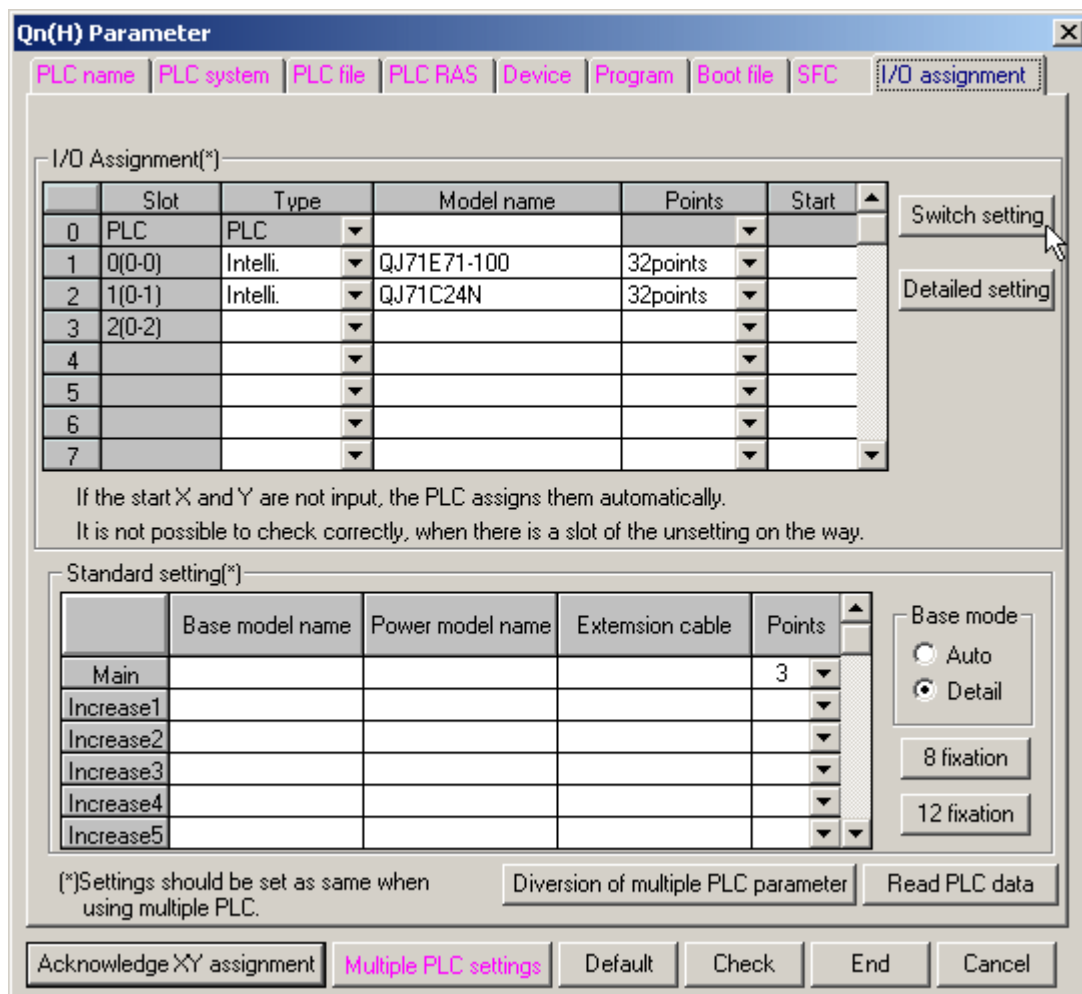 Qn(H) Parameter
PLC name PLC system PLC file PLC RAS Device Program Boot file SFC I/O assignment
I/O Assignment(*)
Slot Type Model name Points Start
0 PLC PLC
1 0(0-0) Intelli. QJ71E71-100 32points
2 1(0-1) Intelli. QJ71C24N 32points
3 2(0-2)
4
5
6
7
Switch setting
Detailed setting
If the start X and Y are not input, the PLC assigns them automatically.
It is not possible to check correctly, when there is a slot of the unsetting on the way.
Standard setting(*)
Base model name Power model name Extemsion cable Points
Main 3
Increase1
Increase2
Increase3
Increase4
Increase5
Base mode
Auto
Detail
8 fixation
12 fixation
(*)Settings should be set as same when
using multiple PLC.
Diversion of multiple PLC parameter Read PLC data
Acknowledge XY assignment Multiple PLC settings Default Check End Cancel